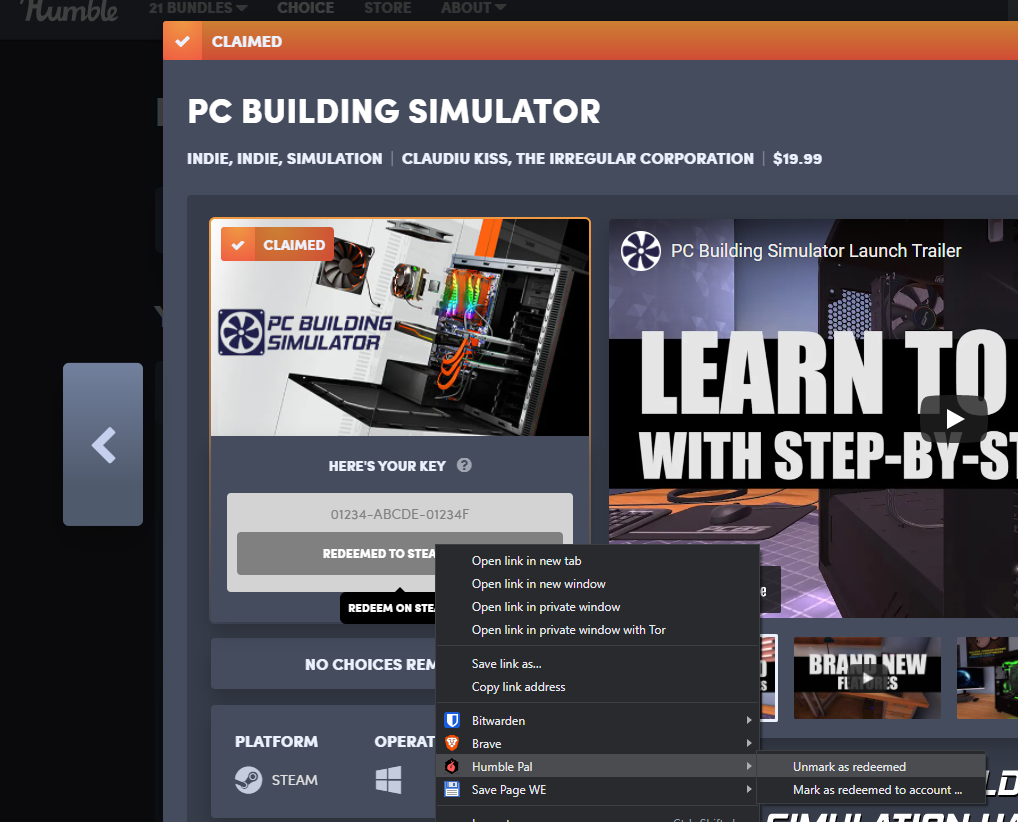 Humble
21 BUNDLES
CHOICE
STORE
ABOUT
CLAIMED
PC BUILDING SIMULATOR
INDIE, INDIE, SIMULATION | CLAUDIU KISS, THE IRREGULAR CORPORATION | $19.99
CLAIMED
PC BUILDING
SIMULATOR
HERE'S YOUR KEY ?
01234-ABCDE-01234F
REDEEMED TO STEA
REDEEM ON STE
NO CHOICES REM
PLATFORM
STEAM
OPERAT
PC Building Simulator Launch Trailer
LEARN TO
WITH STEP-BY-ST
BRAND NEW
FEATURES
Open link in new tab
Open link in new window
Open link in private window
Open link in private window with Tor
Save link as...
Copy link address
Bitwarden
Brave
Humble Pal
Save Page WE
Unmark as redeemed
Mark as redeemed to account ...